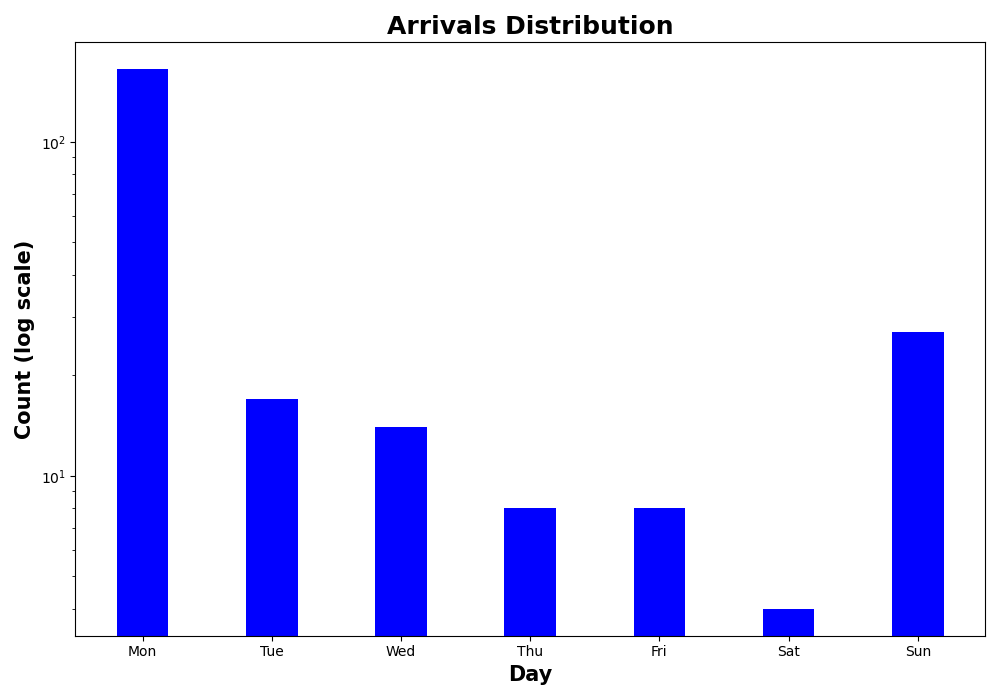 Arrivals Distribution
Count (log scale)
10²
10¹
Mon Tue Wed Thu Fri Sat Sun
Day